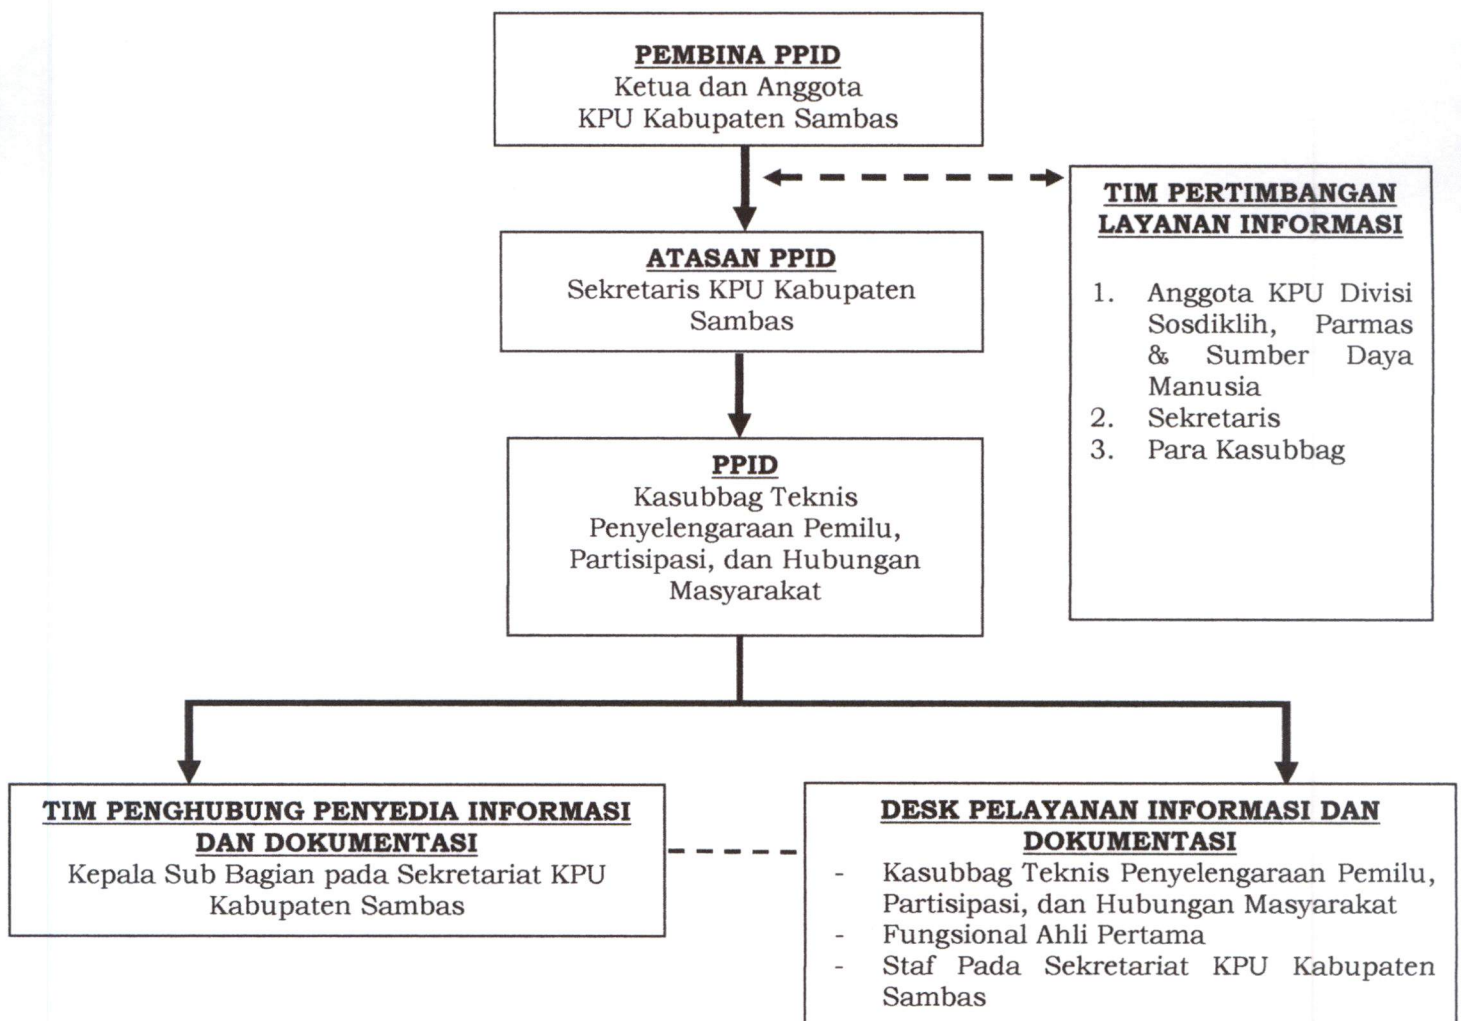 PEMBINA PPID
Ketua dan Anggota
KPU Kabupaten Sambas
TIM PERTIMBANGAN
LAYANAN INFORMASI
1. Anggota KPU Divisi
Sosdiklih, Parmas
& Sumber Daya
Manusia
2. Sekretaris
3. Para Kasubbag
ATASAN PPID
Sekretaris KPU Kabupaten
Sambas
PPID
Kasubbag Teknis
Penyelengaraan Pemilu,
Partisipasi, dan Hubungan
Masyarakat
TIM PENGHUBUNG PENYEDIA INFORMASI
DAN DOKUMENTASI
Kepala Sub Bagian pada Sekretariat KPU
Kabupaten Sambas
DESK PELAYANAN INFORMASI DAN
DOKUMENTASI
- Kasubbag Teknis Penyelengaraan Pemilu,
Partisipasi, dan Hubungan Masyarakat
- Fungsional Ahli Pertama
- Staf Pada Sekretariat KPU Kabupaten
Sambas